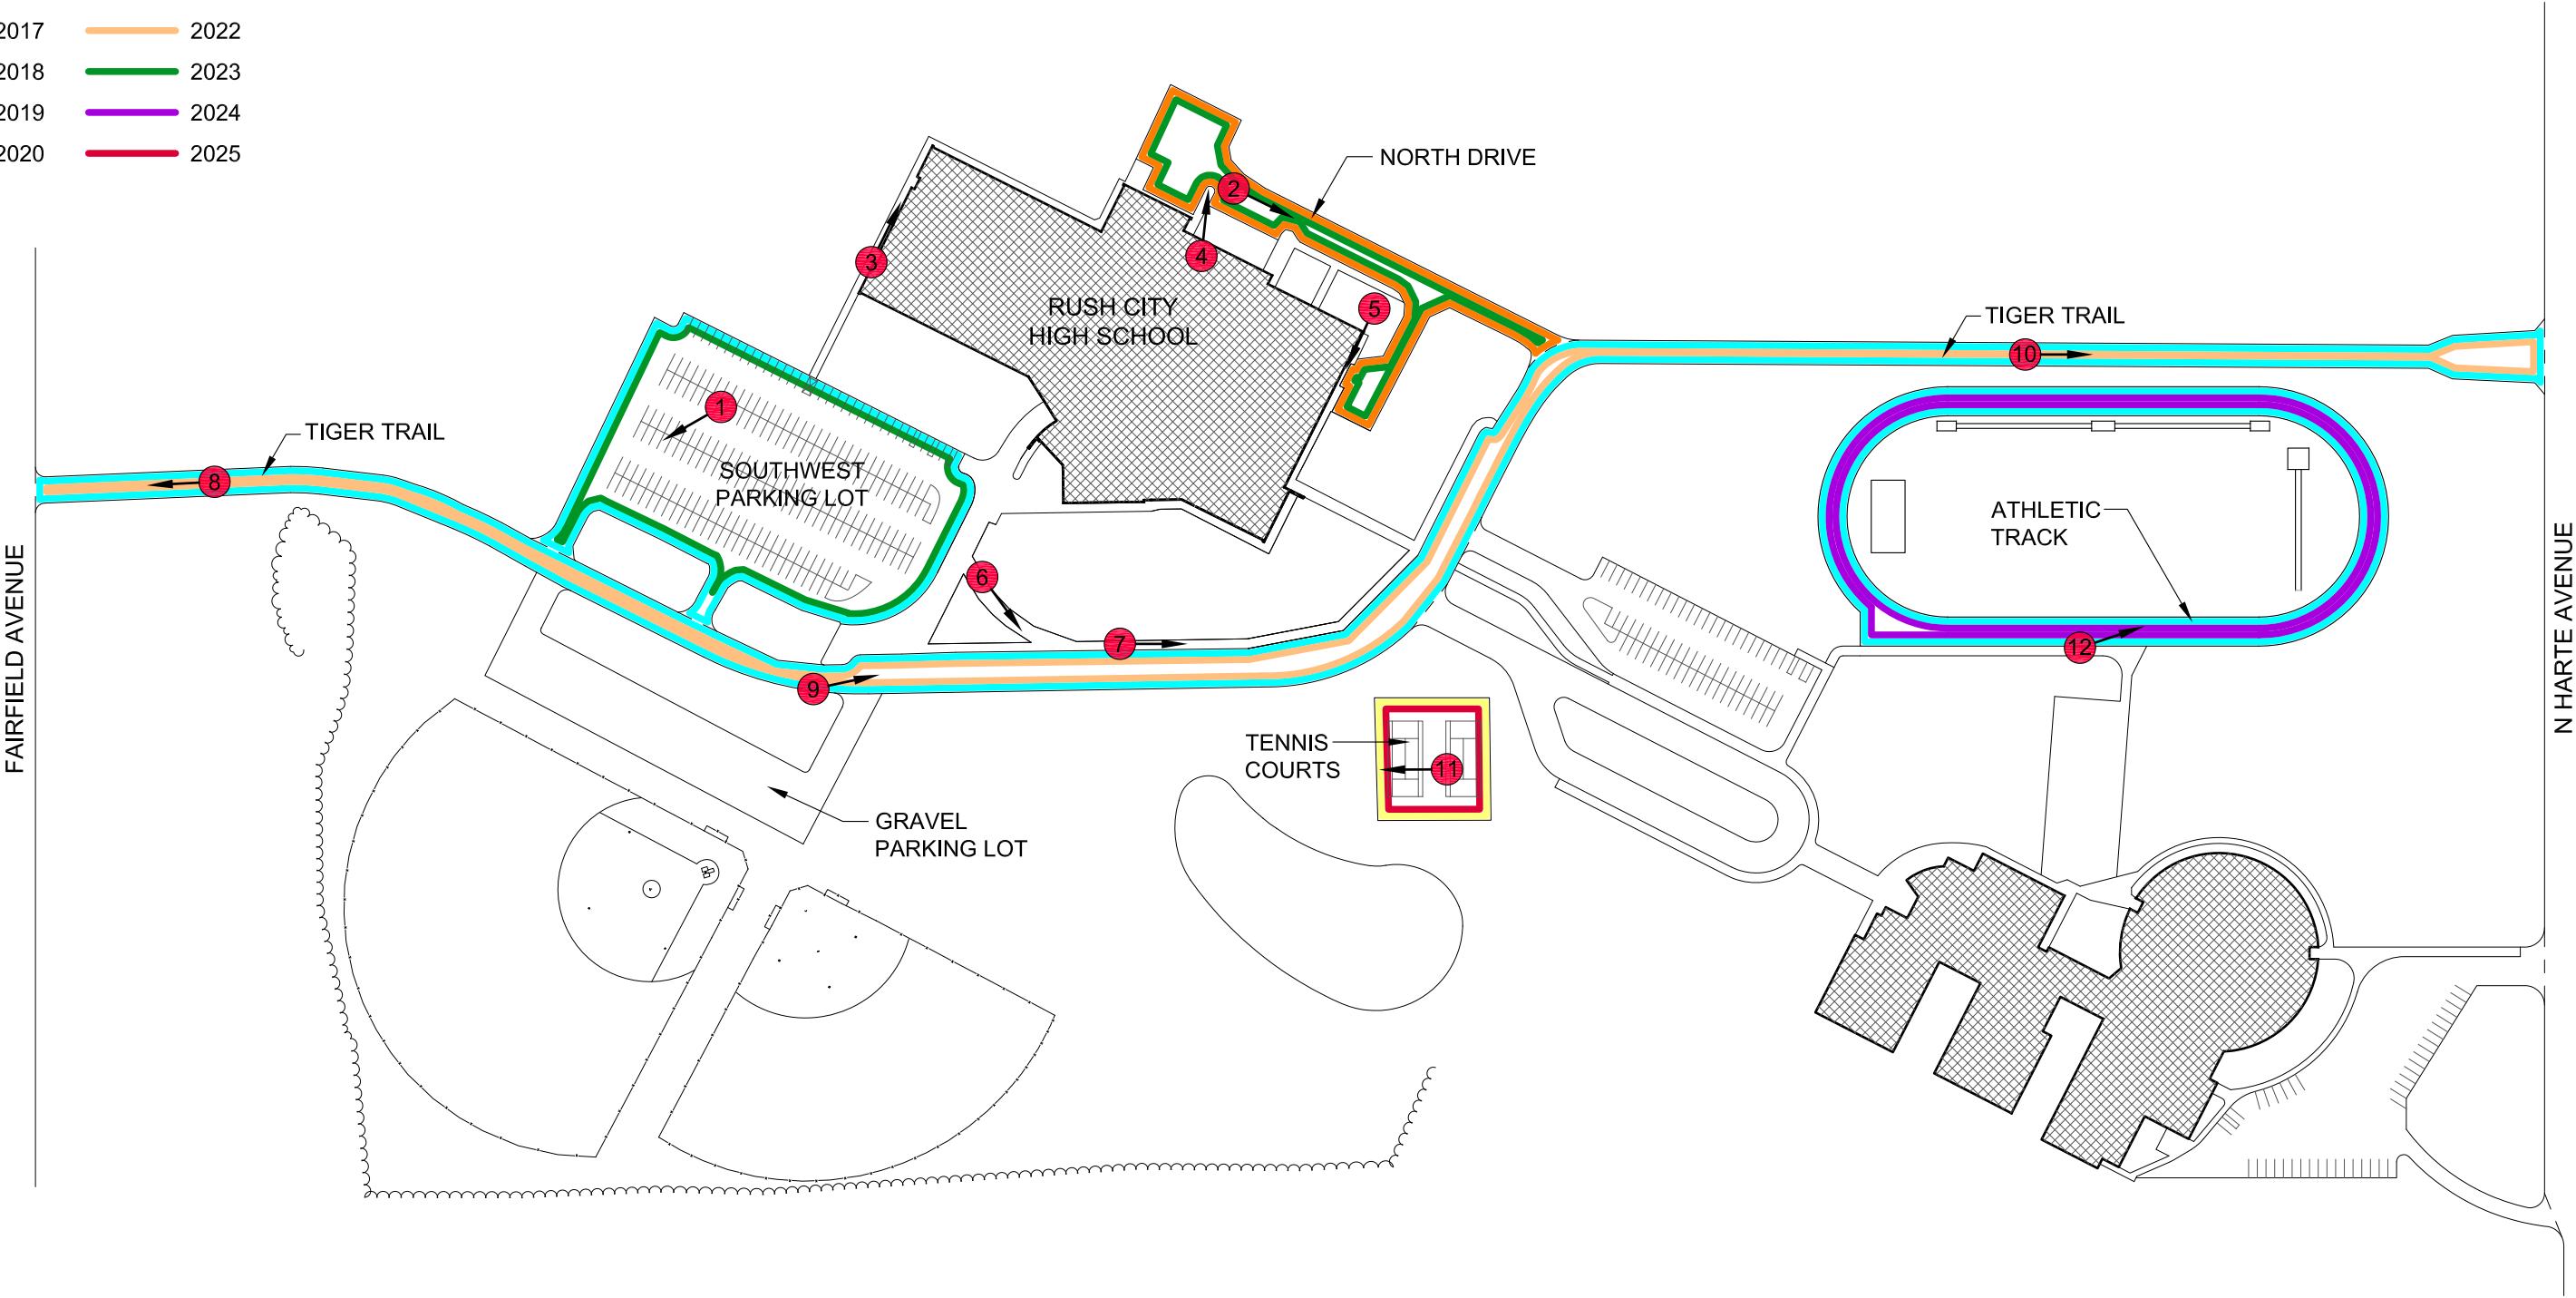 2017 2022
2018 2023
2019 2024
2020 2025
NORTH DRIVE
2
3
4
5
RUSH CITY
HIGH SCHOOL
TIGER TRAIL
10
1
TIGER TRAIL
8
SOUTHWEST
PARKING LOT
ATHLETIC
TRACK
FAIRFIELD AVENUE
N HARTE AVENUE
6
7
12
9
TENNIS
COURTS
11
GRAVEL
PARKING LOT